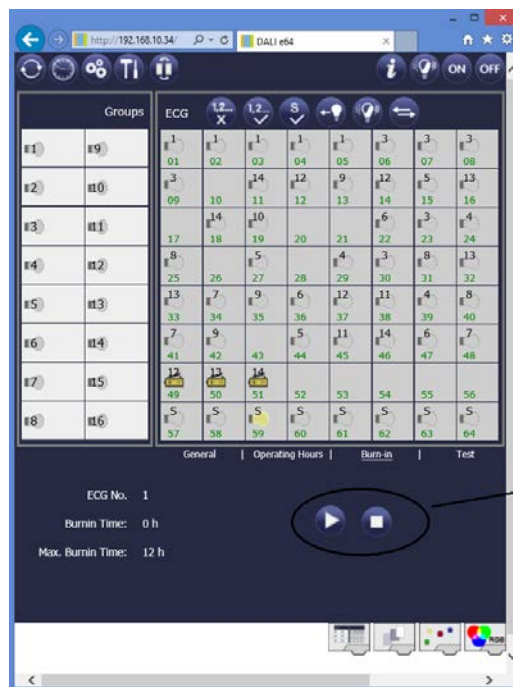 http://192.168.10.34/
DALI e64
i
ON
OFF
Groups
ECG
1,2...
X
1,2...
S
1
9
2
10
3
11
4
12
5
13
6
14
7
15
8
16
1 1 1 1 1 3 3 3
01 02 03 04 05 06 07 08
3 14 12 9 12 5 13
09 10 11 12 13 14 15 16
14 10 6 3 4
17 18 19 20 21 22 23 24
8 5 4 3 8 13
25 26 27 28 29 30 31 32
13 7 9 6 12 11 4 8
33 34 35 36 37 38 39 40
7 9 5 11 14 6 7
41 42 43 44 45 46 47 48
12 13 14
49 50 51 52 53 54 55 56
S S S S S S S S
57 58 59 60 61 62 63 64
General | Operating Hours | Burn-in | Test
ECG No. 1
Burnin Time: 0 h
Max. Burnin Time: 12 h
RGB